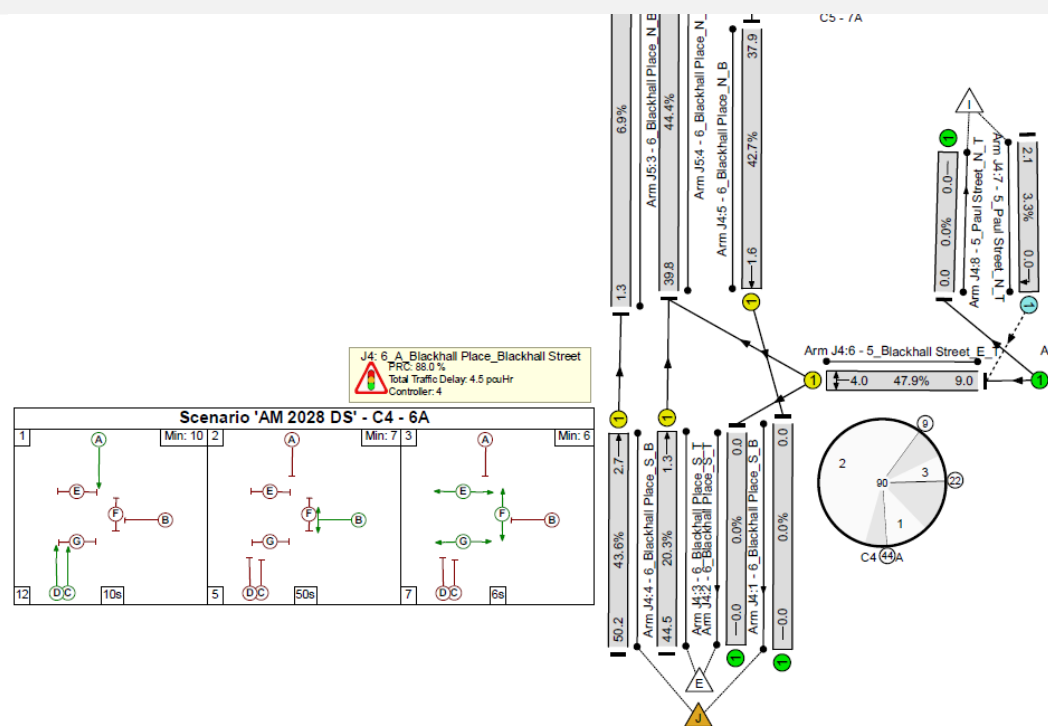 C5 - 7A
6.9%
1.3
Arm J5:3 - 6_Blackhall Place_N_B
44.4%
39.8
Arm J5:4 - 6_Blackhall Place_N_
Arm J4:5 - 6_Blackhall Place_N_B
37.9
42.7%
1.6
1
I
1
0.0
0.0%
0.0
Arm J4:8 - 5_Paul Street_N_T
Arm J4:7 - 5_Paul Street_N_T
2.1
3.3%
0.0
1
J4: 6_A_Blackhall Place_Blackhall Street
PRC: 88.0 %
Total Traffic Delay: 4.5 pcuHr
Controller: 4
Arm J4:6 - 5_Blackhall Street_E_T
A
1
4.0 47.9% 9.0
1
Scenario 'AM 2028 DS' - C4 - 6A
1 A Min: 10
E
F
B
G
D C
12 10s
2 A Min: 7
E
F
B
G
D C
5 50s
3 A Min: 6
E
F
B
G
D C
7 6s
1
2.7
43.6%
50.2
Arm J4:4 - 6_Blackhall Place_S_B
1
1.3
20.3%
44.5
Arm J4:3 - 6_Blackhall Place_S_T
Arm J4:2 - 6_Blackhall Place_S_T
0.0
0.0%
0.0
1
Arm J4:1 - 6_Blackhall Place_S_B
0.0
0.0%
0.0
1
9
2
3
90
22
1
C4 44 A
E
J